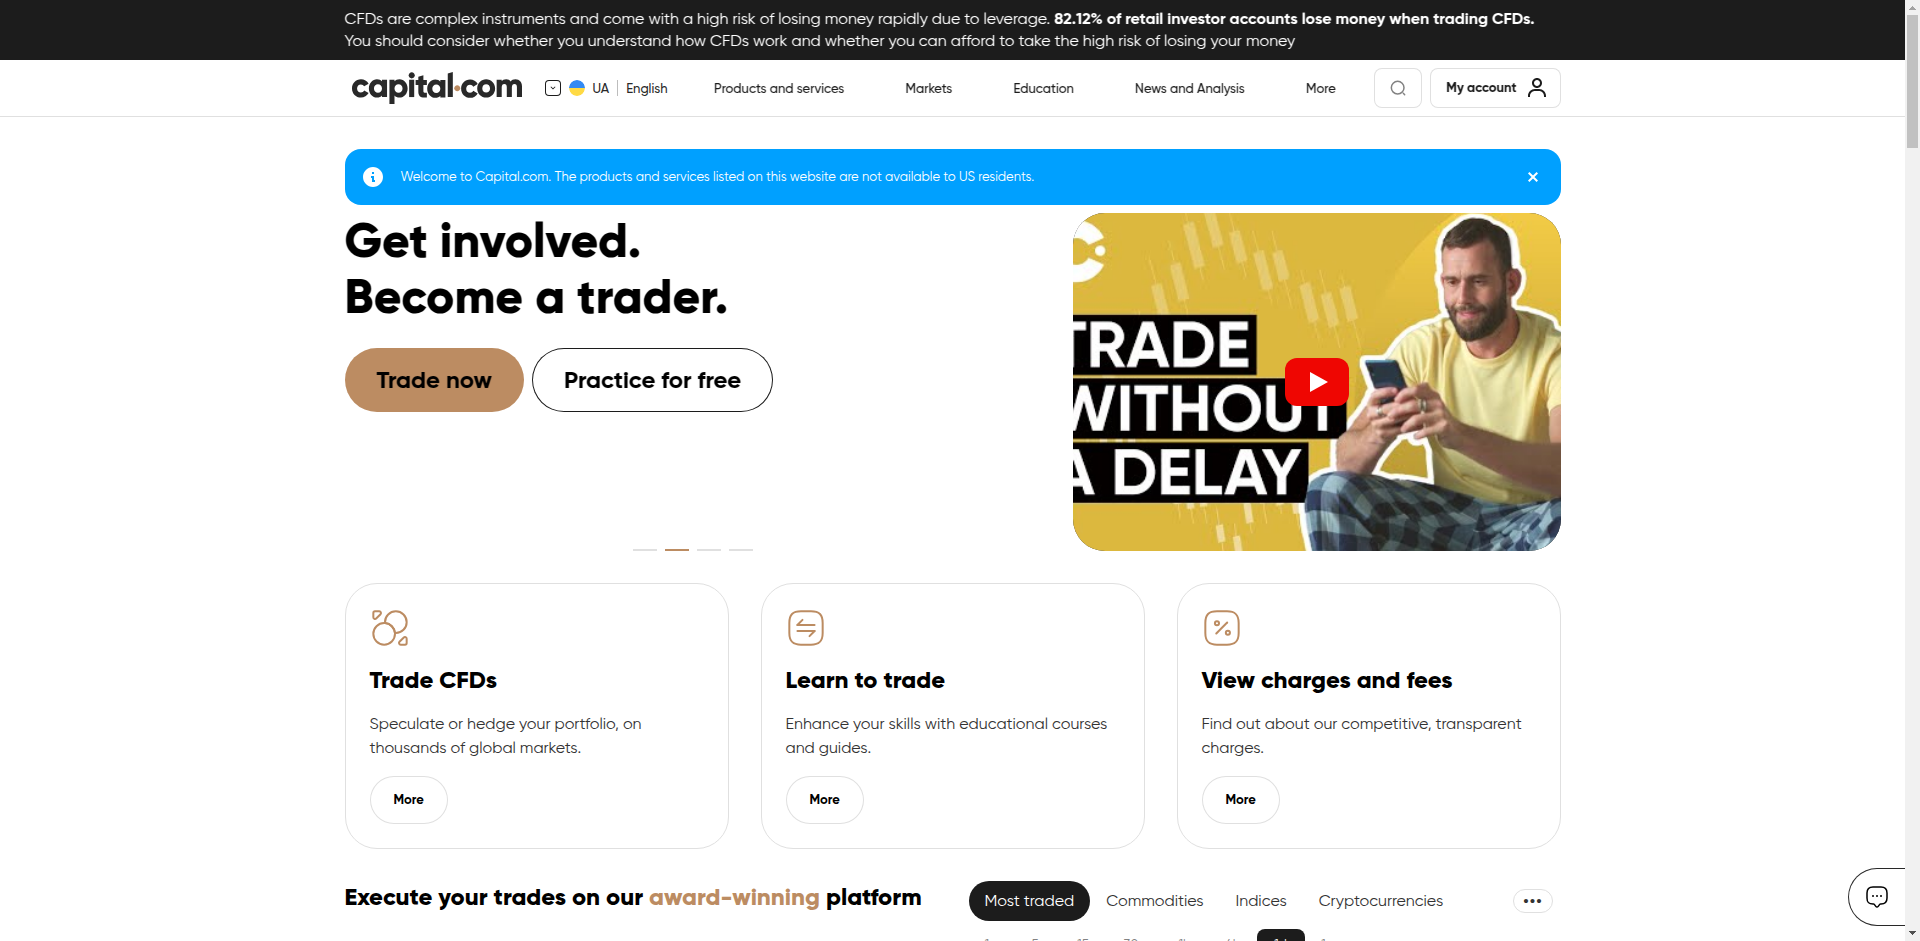 CFDs are complex instruments and come with a high risk of losing money rapidly due to leverage. 82.12% of retail investor accounts lose money when trading CFDs.
You should consider whether you understand how CFDs work and whether you can afford to take the high risk of losing your money
capital.com
UA English
Products and services
Markets
Education
News and Analysis
More
My account
Welcome to Capital.com. The products and services listed on this website are not available to US residents.
Get involved.
Become a trader.
Trade now
Practice for free
TRADE
WITHOUT
A DELAY
Trade CFDs
Speculate or hedge your portfolio, on
thousands of global markets.
More
Learn to trade
Enhance your skills with educational courses
and guides.
More
View charges and fees
Find out about our competitive, transparent
charges.
More
Execute your trades on our award-winning platform
Most traded
Commodities
Indices
Cryptocurrencies